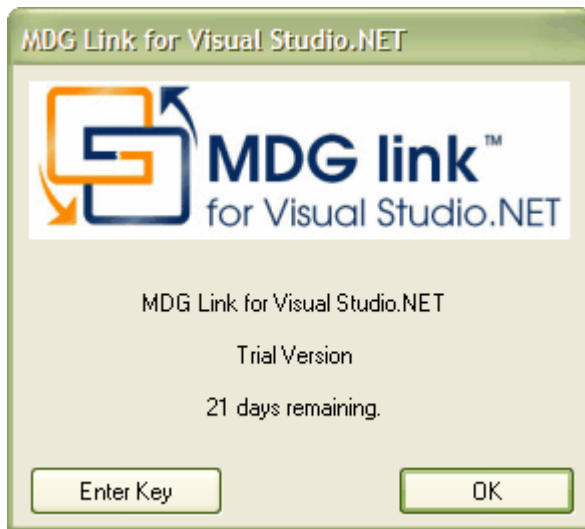 MDG Link for Visual Studio.NET
MDG link™
for Visual Studio.NET
MDG Link for Visual Studio.NET
Trial Version
21 days remaining.
Enter Key
OK